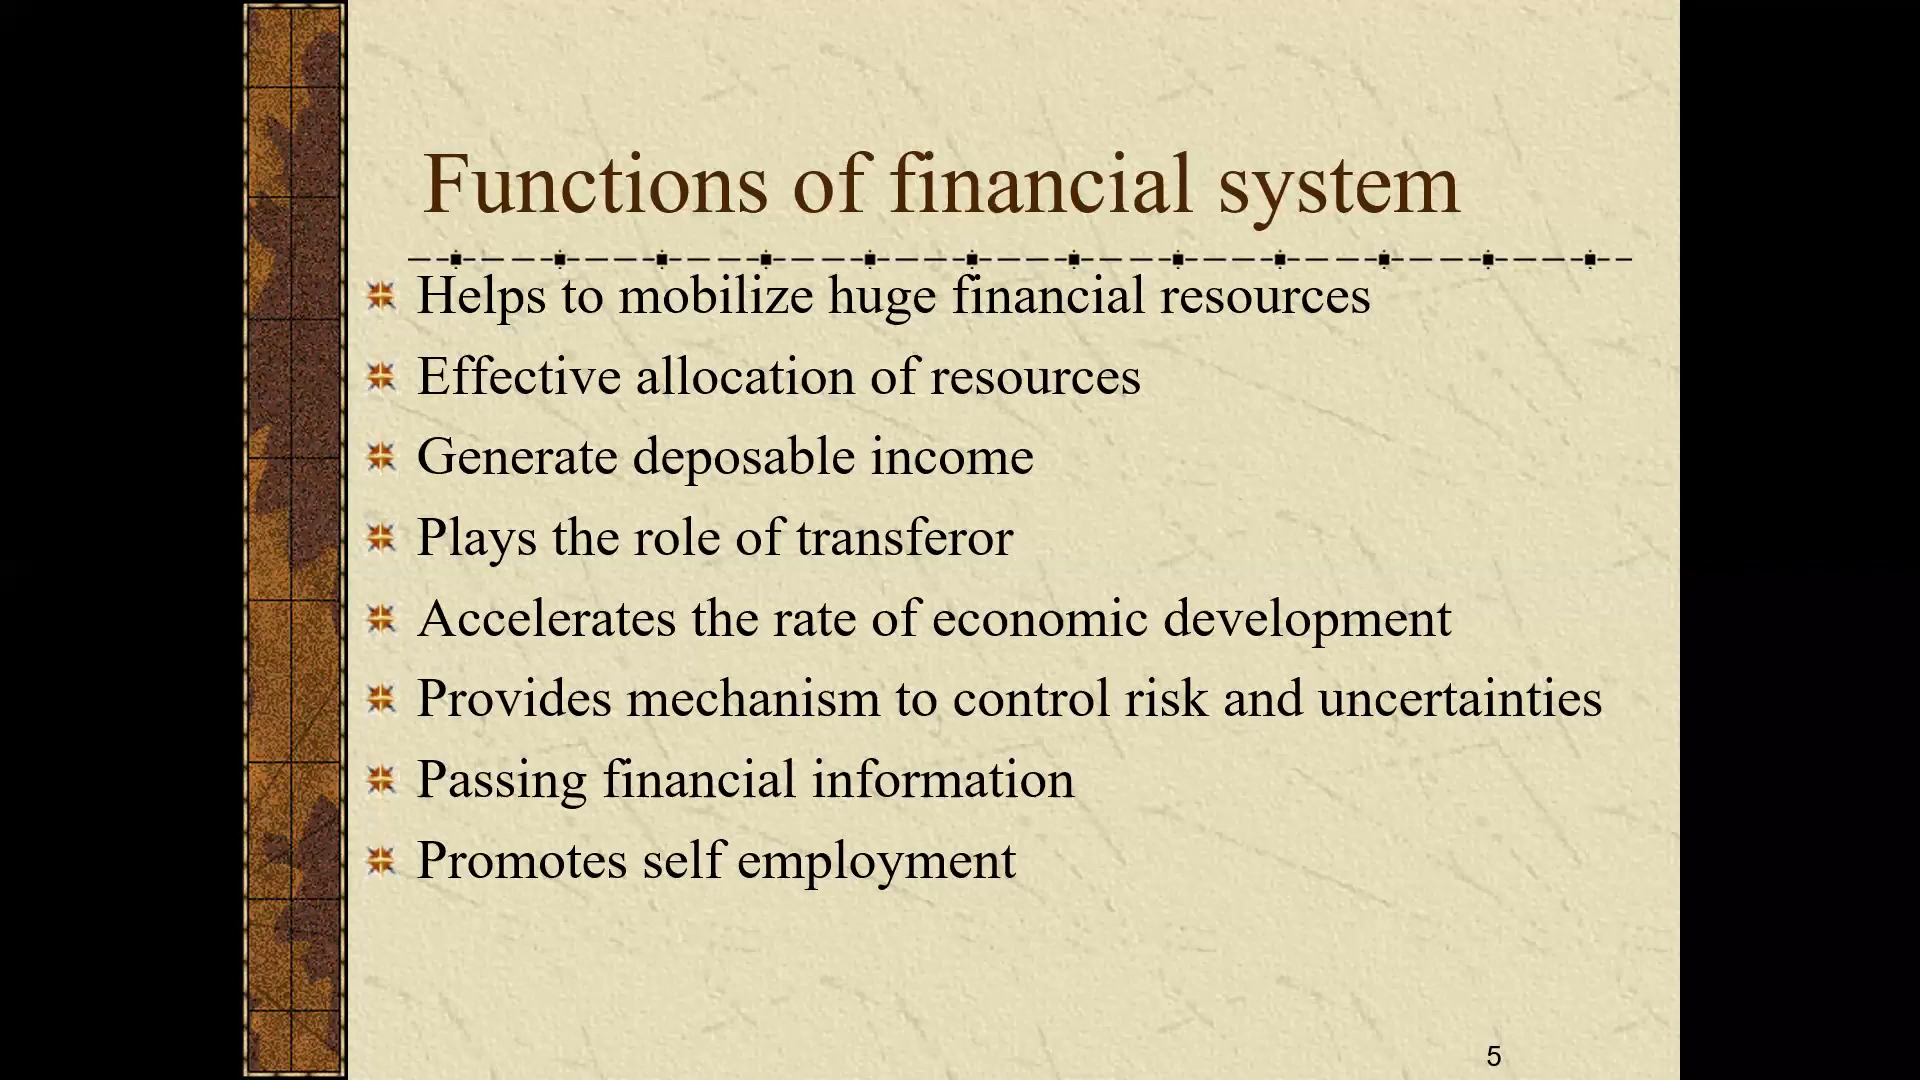 Functions of financial system
Helps to mobilize huge financial resources
Effective allocation of resources
Generate deposable income
Plays the role of transferor
Accelerates the rate of economic development
Provides mechanism to control risk and uncertainties
Passing financial information
Promotes self employment
5